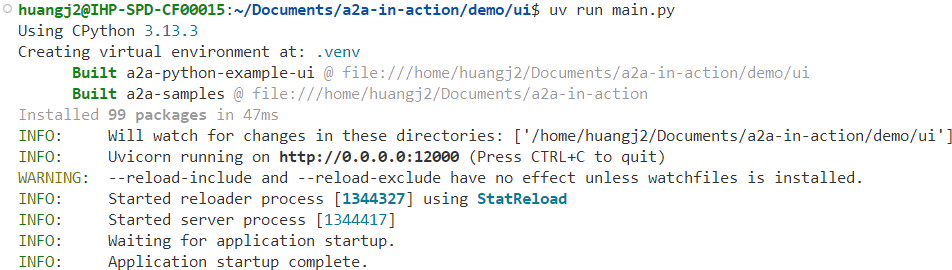 huangj2@IHP-SPD-CF00015:~/Documents/a2a-in-action/demo/ui$ uv run main.py
Using CPython 3.13.3
Creating virtual environment at: .venv
Built a2a-python-example-ui @ file:///home/huangj2/Documents/a2a-in-action/demo/ui
Built a2a-samples @ file:///home/huangj2/Documents/a2a-in-action
Installed 99 packages in 47ms
INFO: Will watch for changes in these directories: ['/home/huangj2/Documents/a2a-in-action/demo/ui']
INFO: Uvicorn running on http://0.0.0.0:12000 (Press CTRL+C to quit)
WARNING: --reload-include and --reload-exclude have no effect unless watchfiles is installed.
INFO: Started reloader process [1344327] using StatReload
INFO: Started server process [1344417]
INFO: Waiting for application startup.
INFO: Application startup complete.